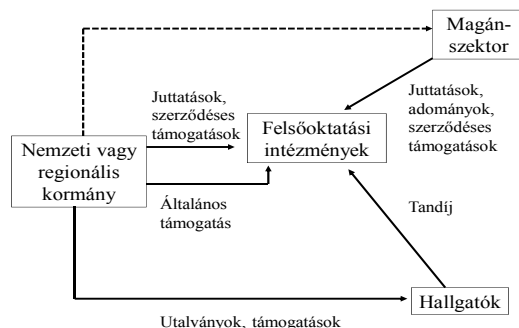 Magán-
szektor
Juttatások,
szerződéses
támogatások
Juttatások,
adományok,
szerződéses
támogatások
Felsőoktatási
intézmények
Nemzeti vagy
regionális
kormány
Általános
támogatás
Tandíj
Hallgatók
Utalványok, támogatások